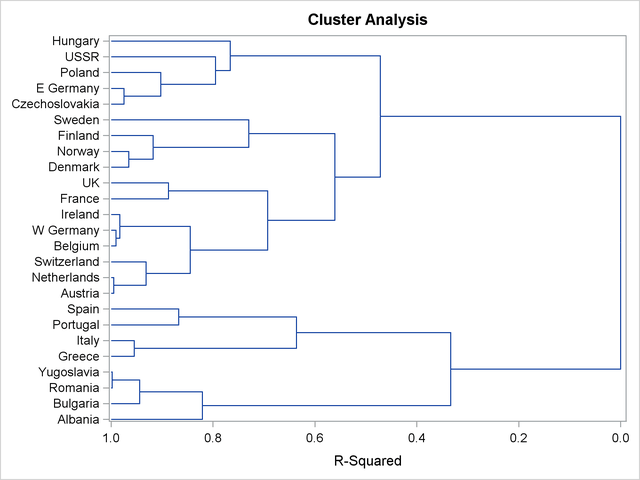 Cluster Analysis
Hungary
USSR
Poland
E Germany
Czechoslovakia
Sweden
Finland
Norway
Denmark
UK
France
Ireland
W Germany
Belgium
Switzerland
Netherlands
Austria
Spain
Portugal
Italy
Greece
Yugoslavia
Romania
Bulgaria
Albania
1.0 0.8 0.6 0.4 0.2 0.0
R-Squared